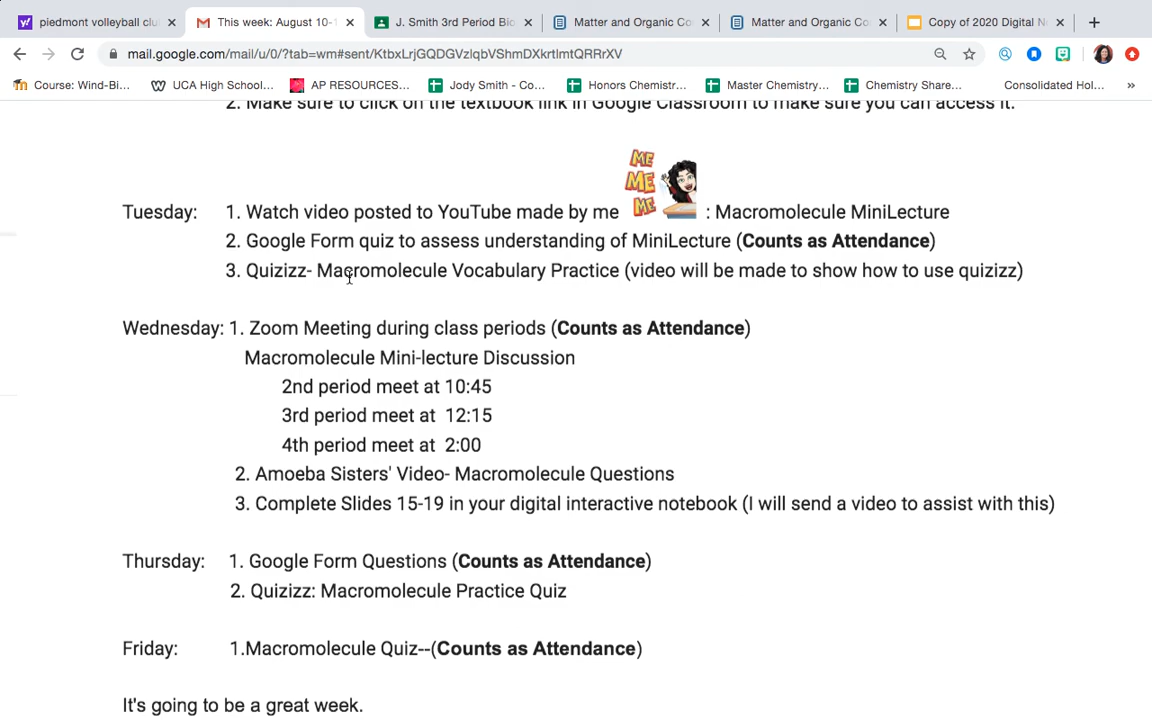 piedmont volleyball clu
This week: August 10-1
J. Smith 3rd Period Bio
Matter and Organic Co
Matter and Organic Co
Copy of 2020 Digital N
mail.google.com/mail/u/0/?tab=wm#sent/KtbxLrjGQDGVzlqbVShmDXkrtlmtQRRrXV
Course: Wind-Bi...
UCA High School...
AP RESOURCES...
Jody Smith - Co...
Honors Chemistr...
Master Chemistry...
Chemistry Share...
Consolidated Hol...
»
2. Make sure to click on the textbook link in Google Classroom to make sure you can access it.
ME
ME
ME
Tuesday: 1. Watch video posted to YouTube made by me : Macromolecule MiniLecture
2. Google Form quiz to assess understanding of MiniLecture (Counts as Attendance)
3. Quizizz- Macromolecule Vocabulary Practice (video will be made to show how to use quizizz)
Wednesday: 1. Zoom Meeting during class periods (Counts as Attendance)
Macromolecule Mini-lecture Discussion
2nd period meet at 10:45
3rd period meet at 12:15
4th period meet at 2:00
2. Amoeba Sisters' Video- Macromolecule Questions
3. Complete Slides 15-19 in your digital interactive notebook (I will send a video to assist with this)
Thursday: 1. Google Form Questions (Counts as Attendance)
2. Quizizz: Macromolecule Practice Quiz
Friday: 1.Macromolecule Quiz--(Counts as Attendance)
It's going to be a great week.